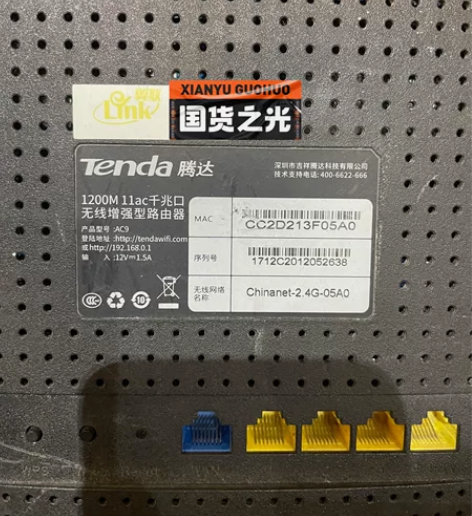 Link
XIANYU GUOHUO
国货之光
Tenda 腾达
深圳市吉祥腾达科技有限公司
技术支持电话: 400-6622-666
1200M 11ac千兆口
无线增强型路由器
产品型号: AC9
登陆地址: http://tendawifi.com
或http://192.168.0.1
输 入: 12V⎓1.5A
MAC
CC2D213F05A0
序列号
1712C2012052638
无线网络
名称
Chinanet-2.4G-05A0
10